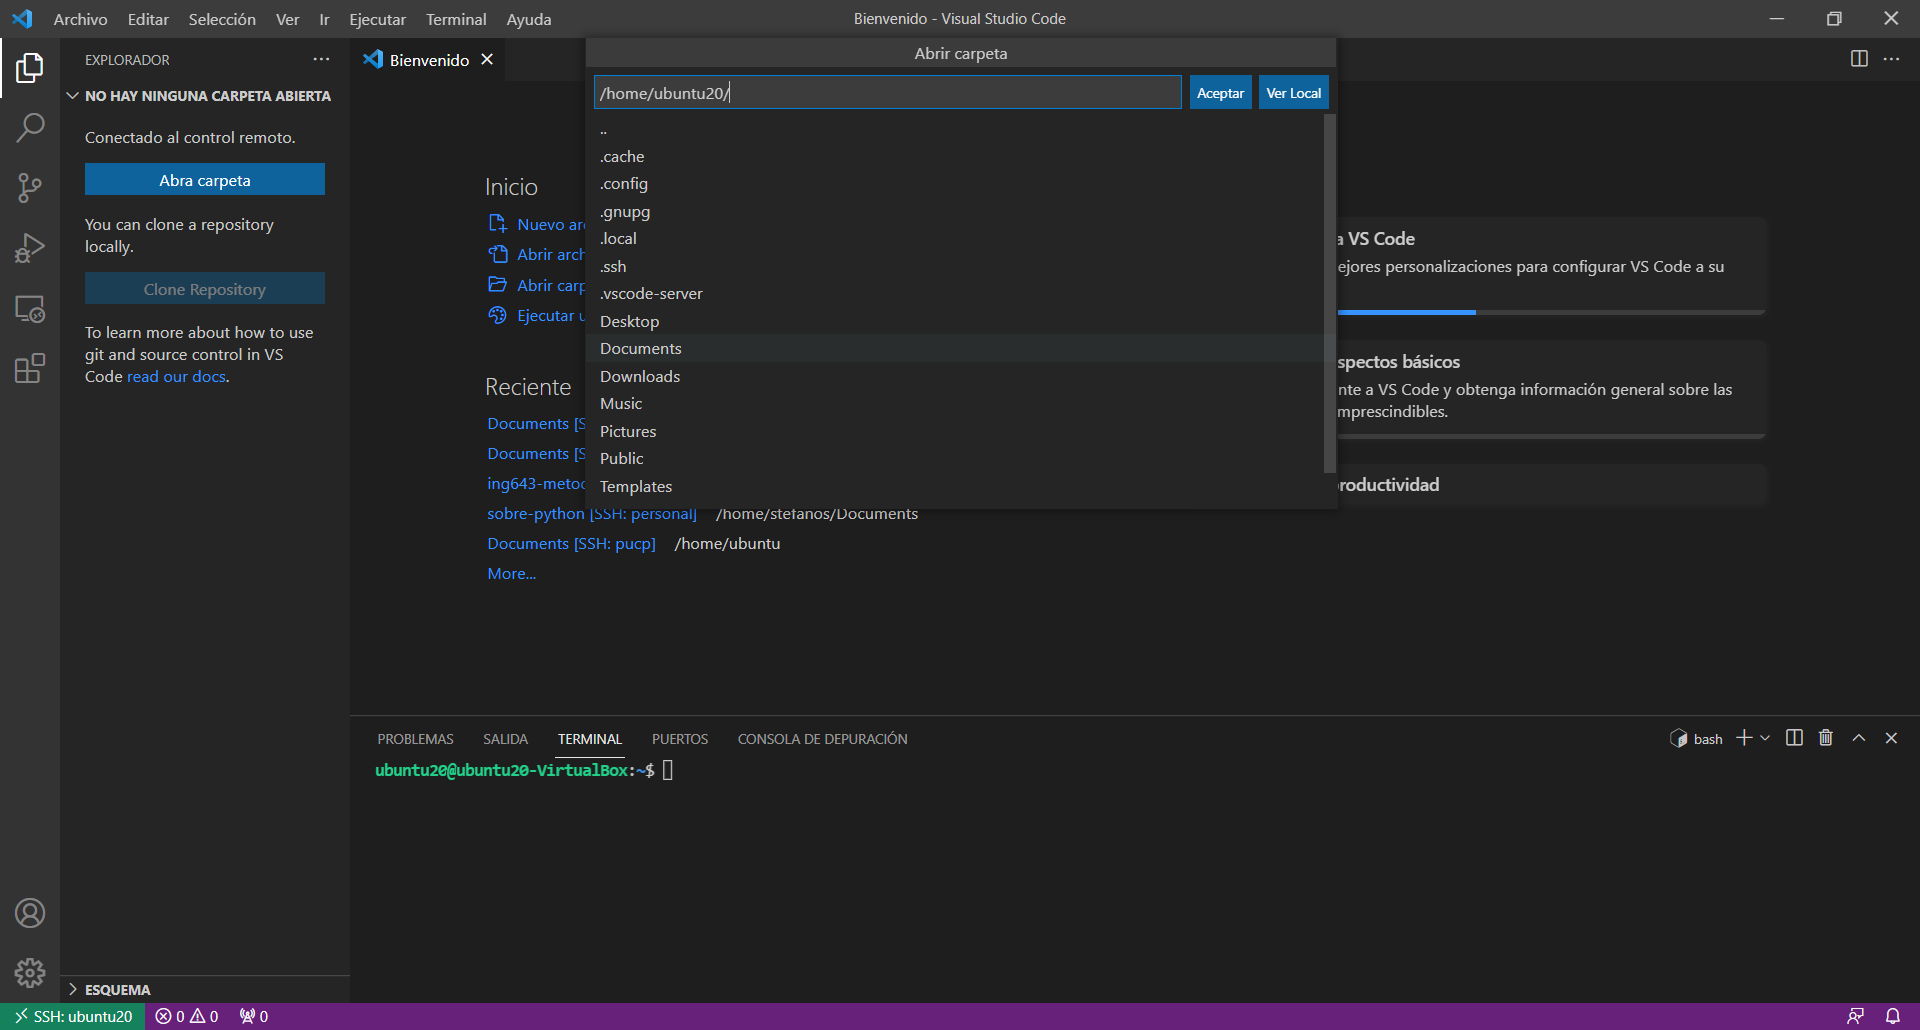 Archivo Editar Selección Ver Ir Ejecutar Terminal Ayuda
Bienvenido - Visual Studio Code
EXPLORADOR
NO HAY NINGUNA CARPETA ABIERTA
Conectado al control remoto.
Abra carpeta
You can clone a repository
locally.
Clone Repository
To learn more about how to use
git and source control in VS
Code read our docs.
ESQUEMA
Bienvenido
Abrir carpeta
/home/ubuntu20/
Aceptar
Ver Local
..
.cache
.config
.gnupg
.local
.ssh
.vscode-server
Desktop
Documents
Downloads
Music
Pictures
Public
Templates
Inicio
Nuevo ar
Abrir arch
Abrir carp
Ejecutar
Reciente
Documents [S
Documents [S
ing643-metod
sobre-python [SSH: personal] /home/stefanos/Documents
Documents [SSH: pucp] /home/ubuntu
More...
a VS Code
ejores personalizaciones para configurar VS Code a su
spectos básicos
nte a VS Code y obtenga información general sobre las
mprescindibles.
roductividad
PROBLEMAS SALIDA TERMINAL PUERTOS CONSOLA DE DEPURACIÓN
bash
ubuntu20@ubuntu20-VirtualBox:~$
SSH: ubuntu20 0 0 0